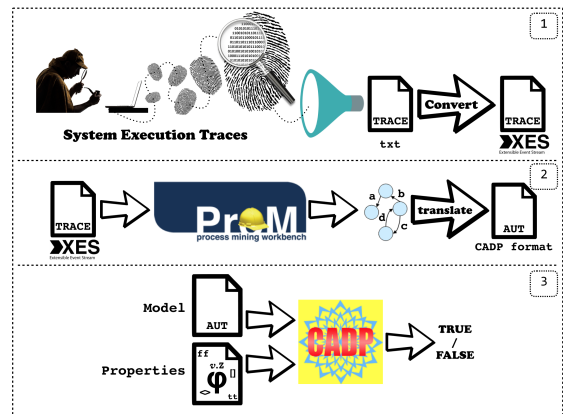 1
System Execution Traces
TRACE
txt
Convert
TRACE
XES
Extensible Event Stream
2
TRACE
XES
Extensible Event Stream
ProM
process mining workbench
a
b
d
c
translate
AUT
CADP format
3
Model
AUT
Properties
ff
ν.Z
φ
[]
<>
tt
CADP
TRUE
/
FALSE